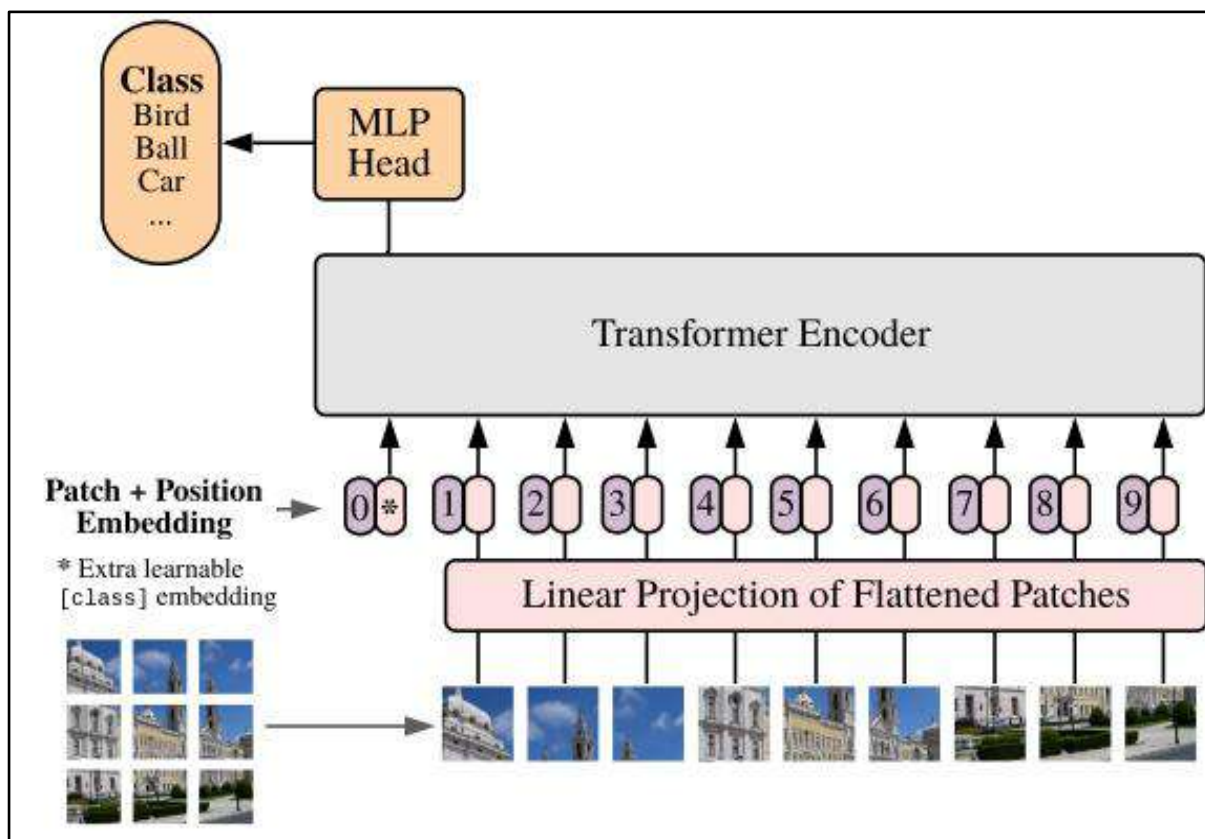 Class
Bird
Ball
Car
...
MLP
Head
Transformer Encoder
Patch + Position
Embedding
0 * 1 2 3 4 5 6 7 8 9
* Extra learnable
[class] embedding
Linear Projection of Flattened Patches